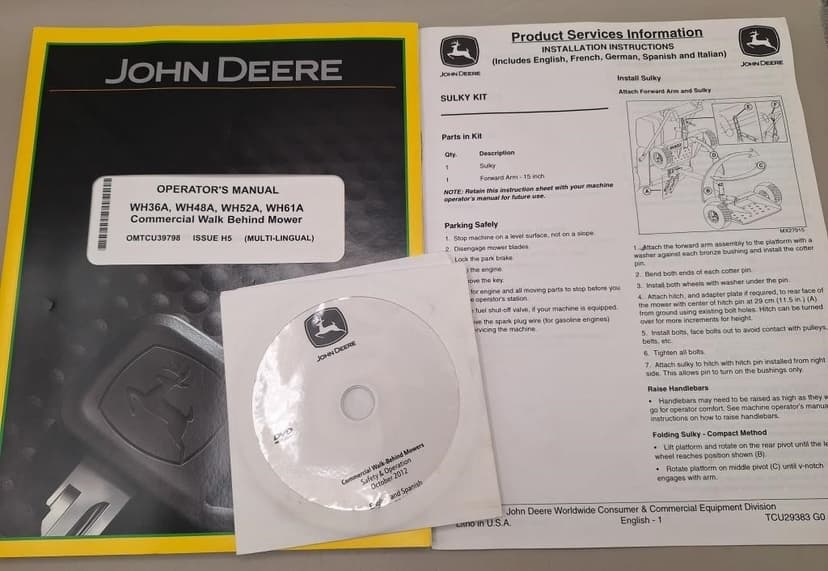 JOHN DEERE
OPERATOR'S MANUAL
WH36A, WH48A, WH52A, WH61A
Commercial Walk Behind Mower
OMTCU39798 ISSUE H5 (MULTI-LINGUAL)
JOHN DEERE
DVD
Commercial Walk-Behind Mowers
Safety & Operation
October 2012
and Spanish
JOHN DEERE
Product Services Information
INSTALLATION INSTRUCTIONS
(Includes English, French, German, Spanish and Italian)
JOHN DEERE
SULKY KIT
Parts in Kit
Qty. Description
1 Sulky
1 Forward Arm - 15 inch
NOTE: Retain this instruction sheet with your machine
operator's manual for future use.
Parking Safely
1. Stop machine on a level surface, not on a slope.
2. Disengage mower blades.
Lock the park brake.
the engine.
ove the key.
for engine and all moving parts to stop before you
e operator's station.
fuel shut-off valve, if your machine is equipped.
ve the spark plug wire (for gasoline engines)
rvicing the machine.
Install Sulky
Attach Forward Arm and Sulky
A
B
C
D
E
F
MX27915
1. Attach the forward arm assembly to the platform with a
washer against each bronze bushing and install the cotter
pin.
2. Bend both ends of each cotter pin.
3. Install both wheels with washer under the pin.
4. Attach hitch, and adapter plate if required, to rear face of
the mower with center of hitch pin at 29 cm (11.5 in.) (A)
from ground using existing bolt holes. Hitch can be turned
over for more increments for height.
5. Install bolts, face bolts out to avoid contact with pulleys,
belts, etc.
6. Tighten all bolts.
7. Attach sulky to hitch with hitch pin installed from right
side. This allows pin to turn on the bushings only.
Raise Handlebars
• Handlebars may need to be raised as high as they w
go for operator comfort. See machine operator's manua
instructions on how to raise handlebars.
Folding Sulky - Compact Method
• Lift platform and rotate on the rear pivot until the le
wheel reaches position shown (B).
• Rotate platform on middle pivot (C) until v-notch
engages with arm.
John Deere Worldwide Consumer & Commercial Equipment Division
Litho in U.S.A. English - 1 TCU29383 G0